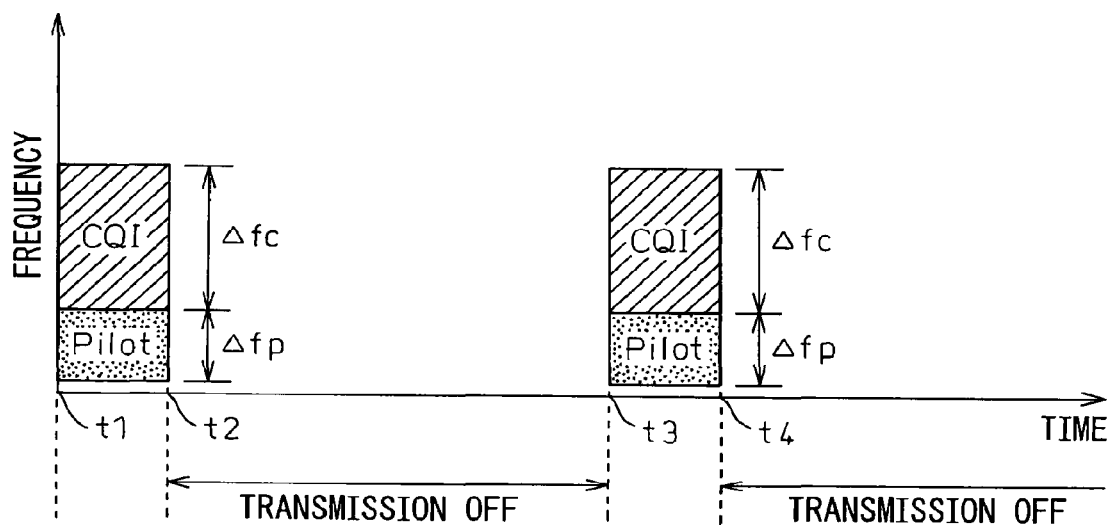 FREQUENCY
CQI
Δfc
Pilot
Δfp
CQI
Δfc
Pilot
Δfp
t1
t2
t3
t4
TIME
TRANSMISSION OFF
TRANSMISSION OFF